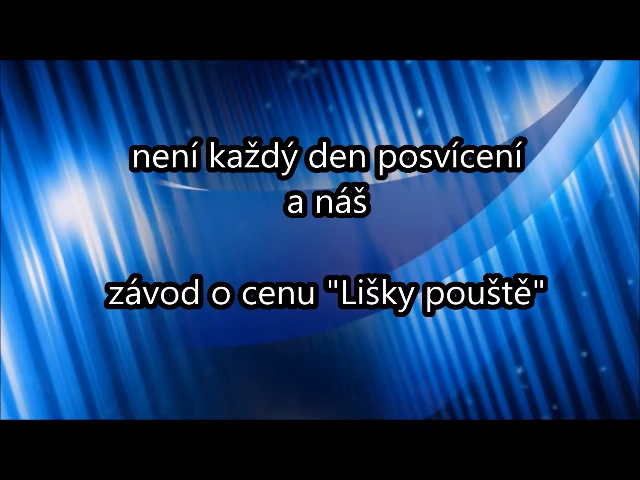 není každý den posvícení
a náš
závod o cenu "Lišky pouště"